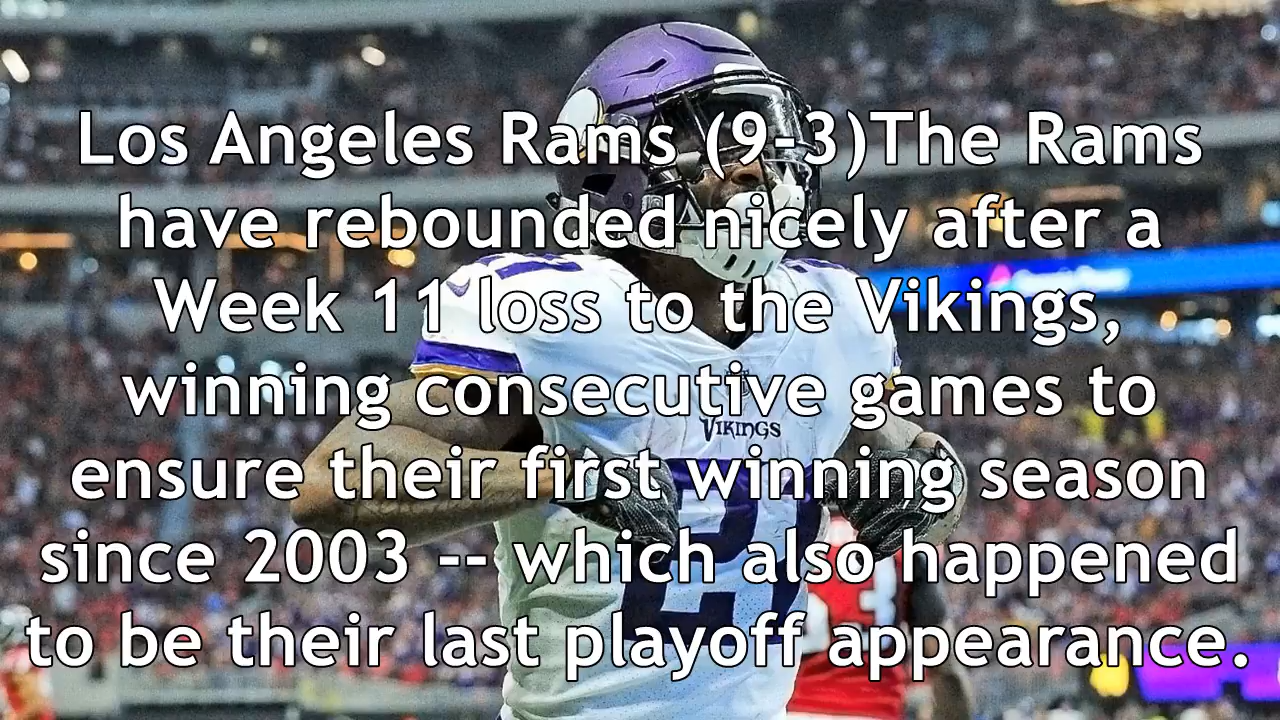 Los Angeles Rams (9-3)The Rams
have rebounded nicely after a
Week 11 loss to the Vikings,
winning consecutive games to
ensure their first winning season
since 2003 -- which also happened
to be their last playoff appearance.
VIKINGS